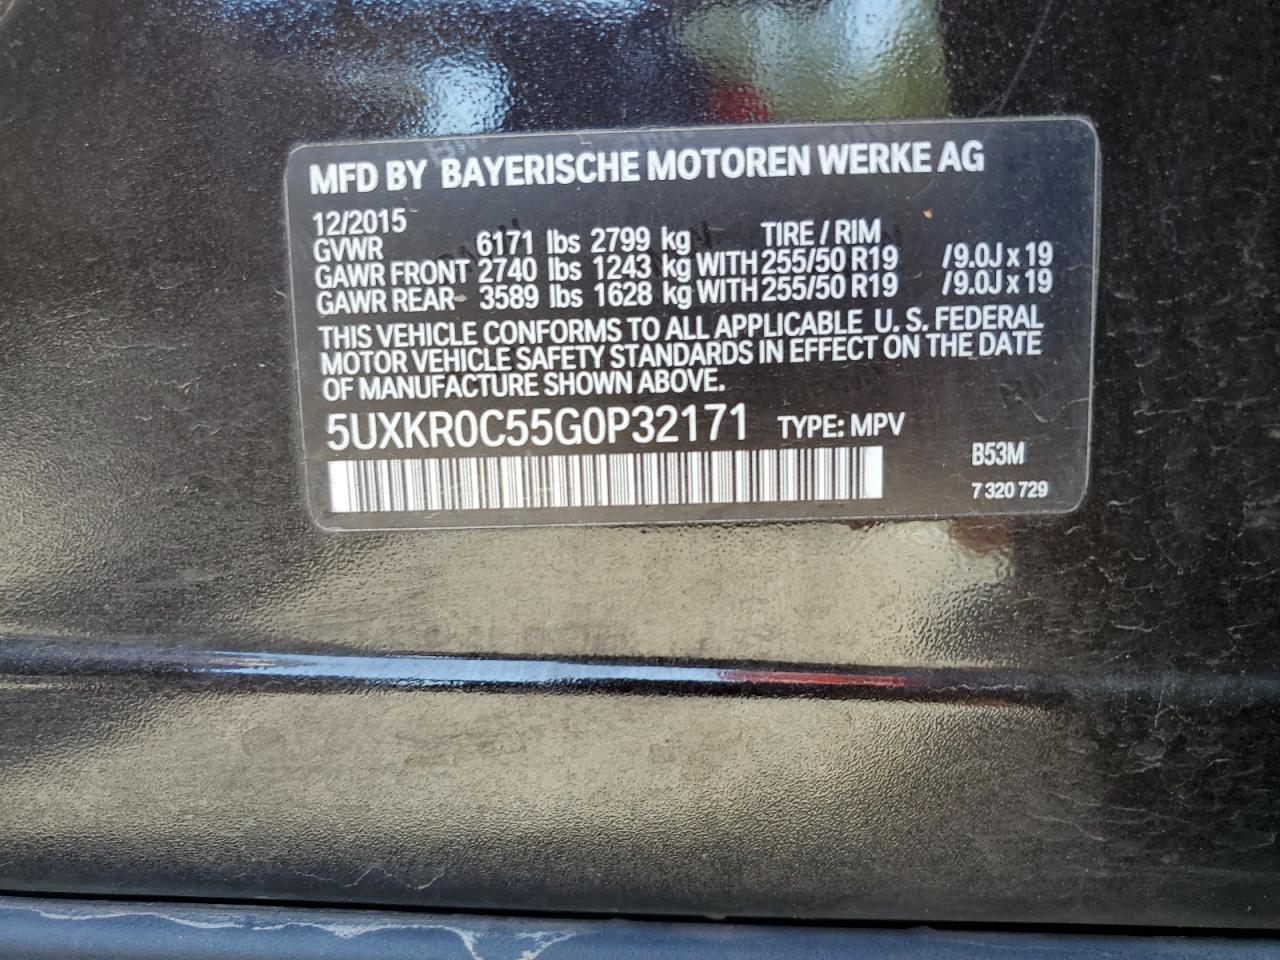 MFD BY BAYERISCHE MOTOREN WERKE AG
12/2015
GVWR 6171 lbs 2799 kg TIRE / RIM
GAWR FRONT 2740 lbs 1243 kg WITH 255/50 R19 /9.0J x 19
GAWR REAR 3589 lbs 1628 kg WITH 255/50 R19 /9.0J x 19
THIS VEHICLE CONFORMS TO ALL APPLICABLE U. S. FEDERAL
MOTOR VEHICLE SAFETY STANDARDS IN EFFECT ON THE DATE
OF MANUFACTURE SHOWN ABOVE.
5UXKR0C55G0P32171 TYPE: MPV
B53M
7 320 729